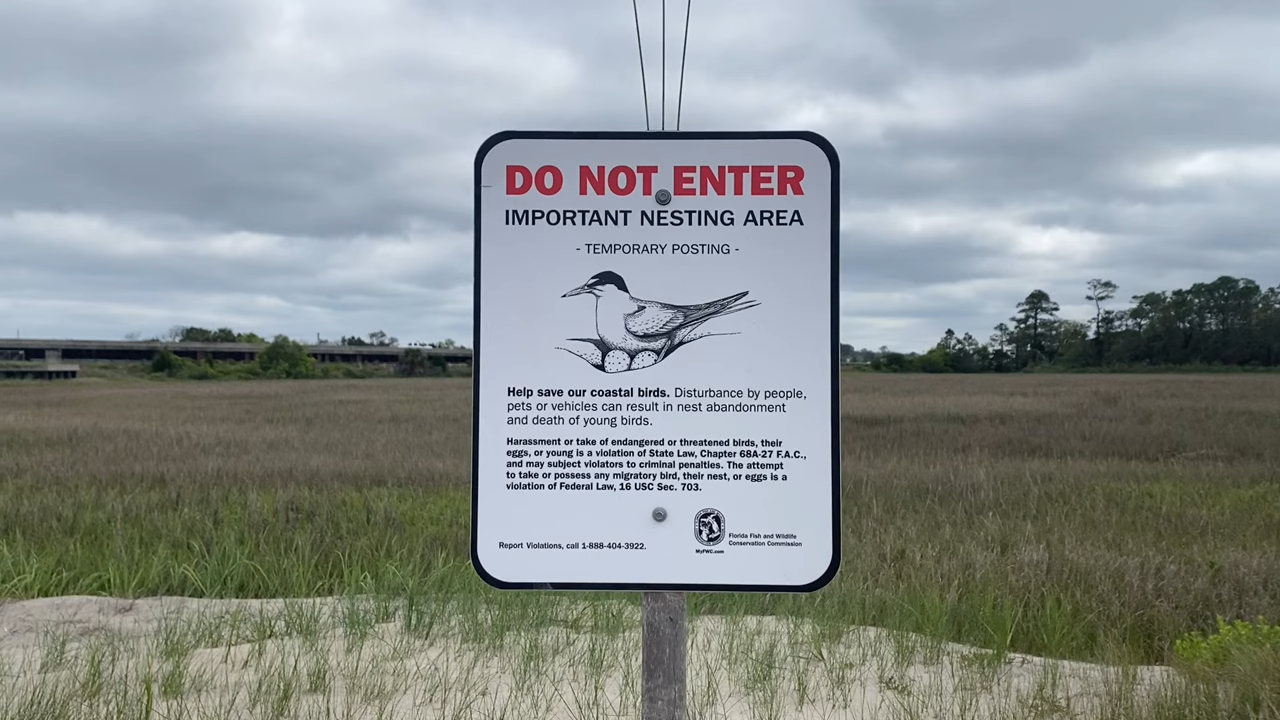 DO NOT ENTER
IMPORTANT NESTING AREA
- TEMPORARY POSTING -
Help save our coastal birds. Disturbance by people,
pets or vehicles can result in nest abandonment
and death of young birds.
Harassment or take of endangered or threatened birds, their
eggs, or young is a violation of State Law, Chapter 68A-27 F.A.C.,
and may subject violators to criminal penalties. The attempt
to take or possess any migratory bird, their nest, or eggs is a
violation of Federal Law, 16 USC Sec. 703.
Report Violations, call 1-888-404-3922.
Florida Fish and Wildlife
Conservation Commission
MyFWC.com